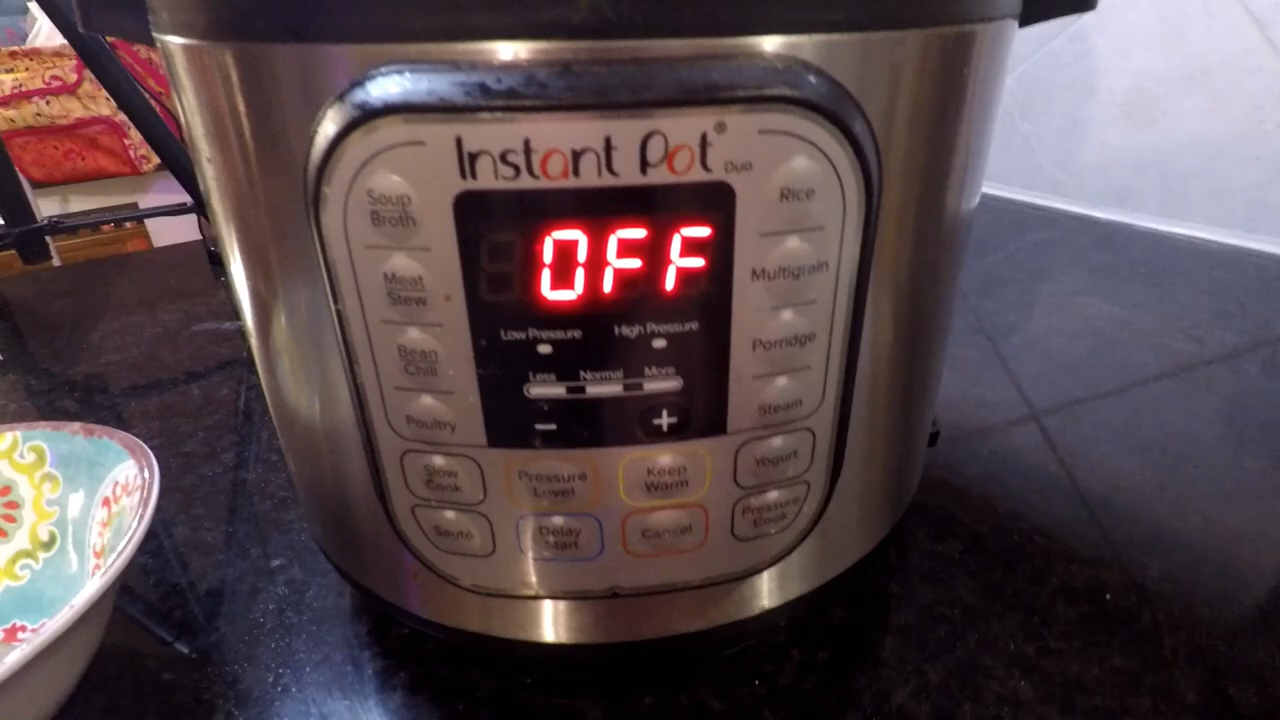 Instant Pot® Duo
OFF
Soup
Broth
Meat
Stew
Bean
Chili
Poultry
Low Pressure
High Pressure
Less
Normal
More
−
+
Rice
Multigrain
Porridge
Steam
Slow
Cook
Pressure
Level
Keep
Warm
Yogurt
Sauté
Delay
Start
Cancel
Pressure
Cook